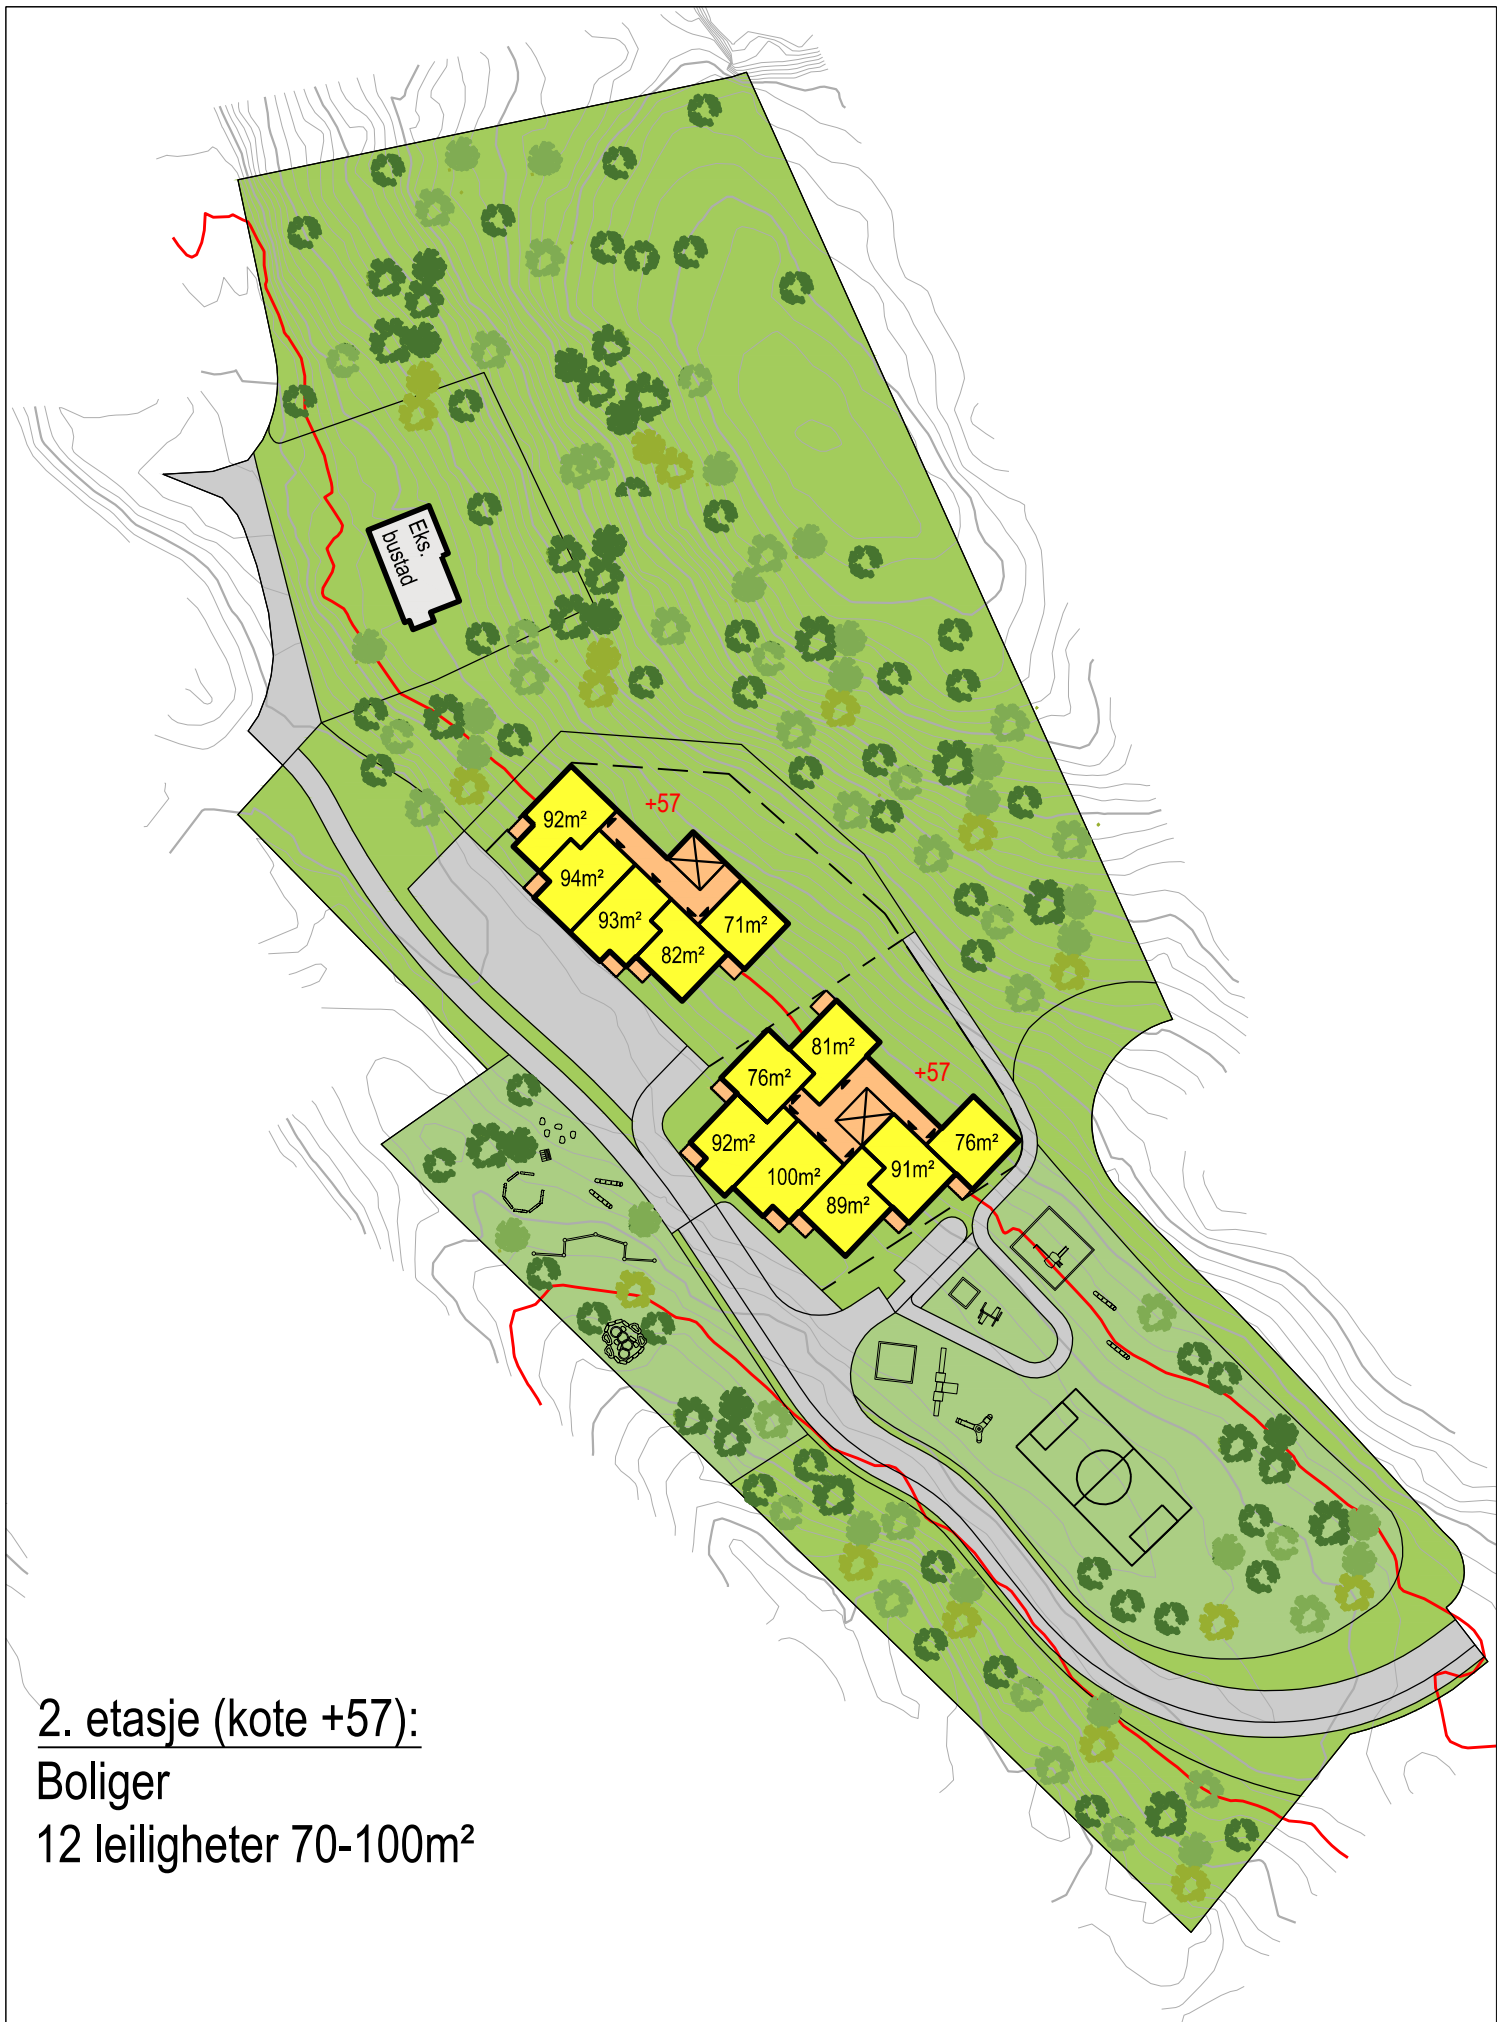 Eks.
bustad
92m²
+57
94m²
93m²
71m²
82m²
81m²
+57
76m²
92m²
76m²
100m²
91m²
89m²
2. etasje (kote +57):
Boliger
12 leiligheter 70-100m²